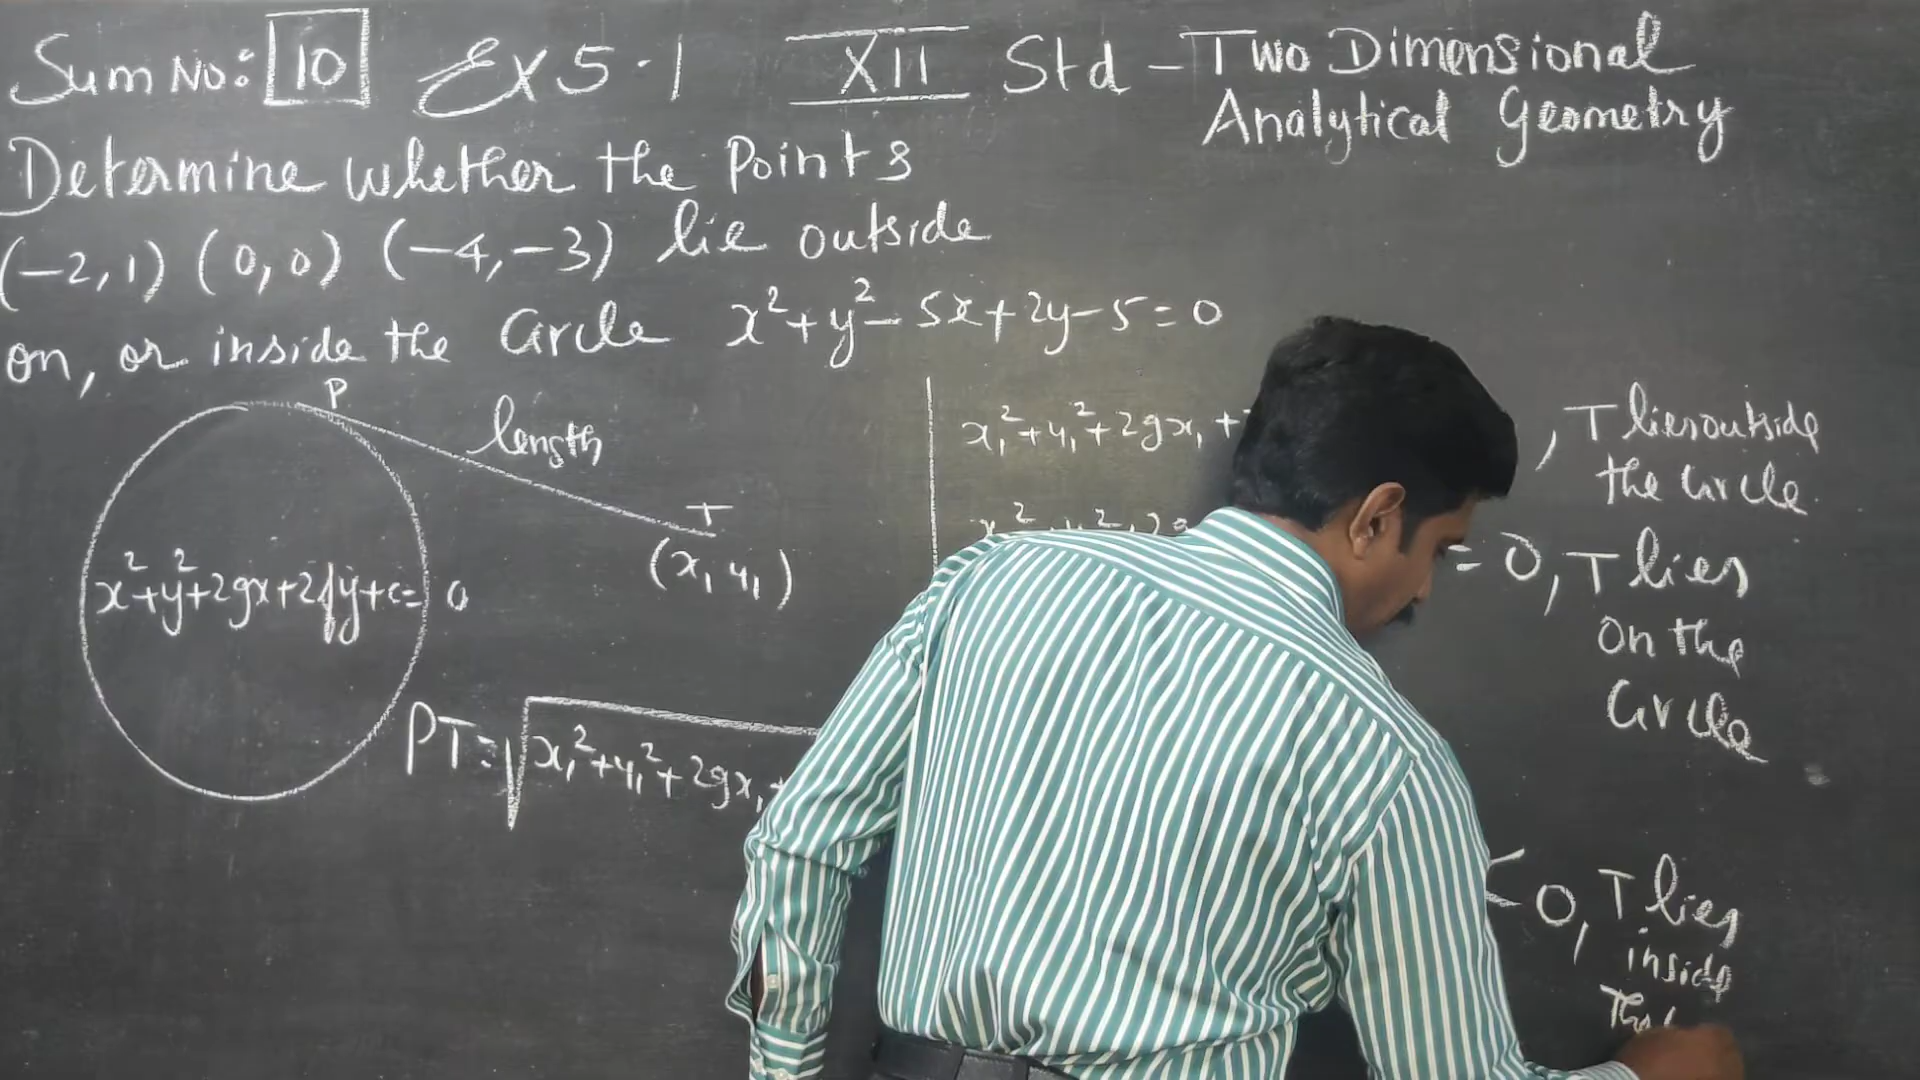 Sum No: 10 Ex 5.1 XII Std - Two Dimensional
Analytical Geometry
Determine whether the Points
(-2,1) (0,0) (-4,-3) lie outside
on, or inside the Circle x²+y²-5x+2y-5=0
P
length
T
(x₁ y₁)
x²+y²+2gx+2fy+c=0
PT=√x₁²+y₁²+2gx₁+
x₁²+y₁²+2gx₁+
, T lies outside
the Circle.
=0, T lies
on the
Circle
<0, T lies
inside